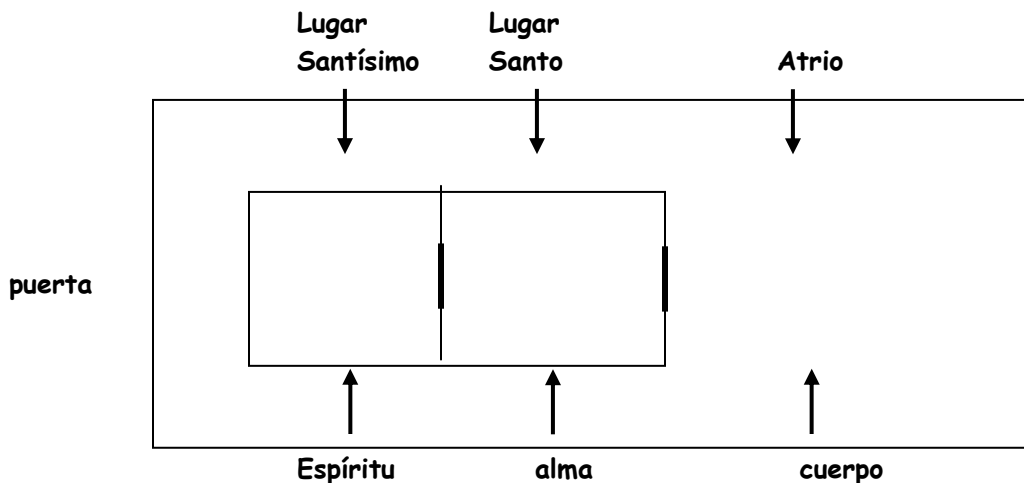 Lugar Santísimo
Lugar Santo
Atrio
puerta
Espíritu
alma
cuerpo